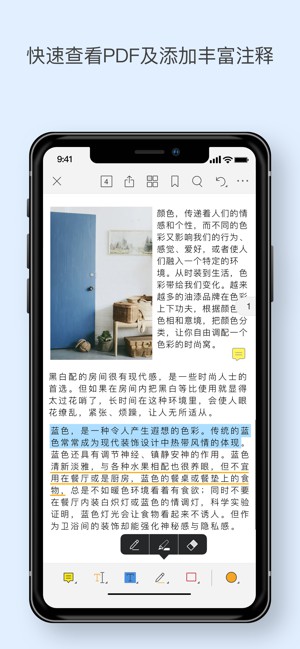 快速查看PDF及添加丰富注释
9:41
4
颜色，传递着人们的情
感和个性，而不同的色
彩又影响我们的行为、
感觉、爱好，或者使人
们融入一个特定的环
境。从时装到生活，色
彩带给我们变化。越来
越多的油漆品牌在色彩
上下功夫，根据颜色
色相和意境，把颜色分
类，让你自由调配一个
色彩的时尚窝。
1
黑白配的房间很有现代感，是一些时尚人士的
首选。但如果在房间内把黑白等比使用就显得
太过花哨了，长时间在这种环境里，会使人眼
花缭乱，紧张、烦躁，让人无所适从。
蓝色，是一种令人产生遐想的色彩。传统的蓝
色常常成为现代装饰设计中热带风情的体现。
蓝色还具有调节神经、镇静安神的作用。蓝色
清新淡雅，与各种水果相配也很养眼，但不宜
用在餐厅或是厨房，蓝色的餐桌或餐垫上的食
物，总是不如暖色环境看着有食欲；同时不要
在餐厅内装白炽灯或蓝色的情调灯，科学实验
证明，蓝色灯光会让食物看起来不诱人。但作
为卫浴间的装饰却能强化神秘感与隐私感。
T
T